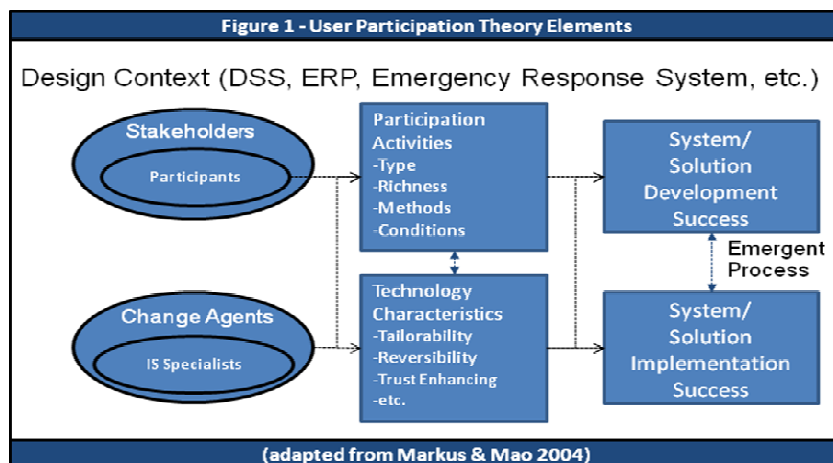 Figure 1 - User Participation Theory Elements
Design Context (DSS, ERP, Emergency Response System, etc.)
Stakeholders
Participants
Participation
Activities
-Type
-Richness
-Methods
-Conditions
System/
Solution
Development
Success
Emergent
Process
Change Agents
IS Specialists
Technology
Characteristics
-Tailorability
-Reversibility
-Trust Enhancing
-etc.
System/
Solution
Implementation
Success
(adapted from Markus & Mao 2004)